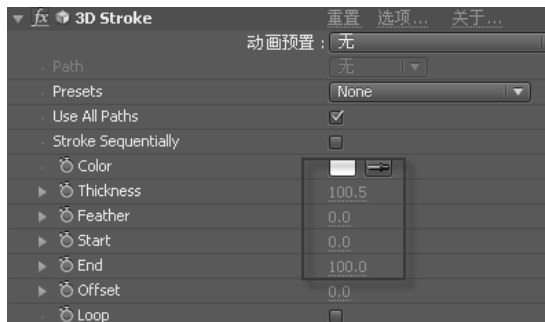 fx 3D Stroke 重置 选项... 关于...
动画预置： 无
Path 无
Presets None
Use All Paths
Stroke Sequentially
Color
Thickness 100.5
Feather 0.0
Start 0.0
End 100.0
Offset 0.0
Loop